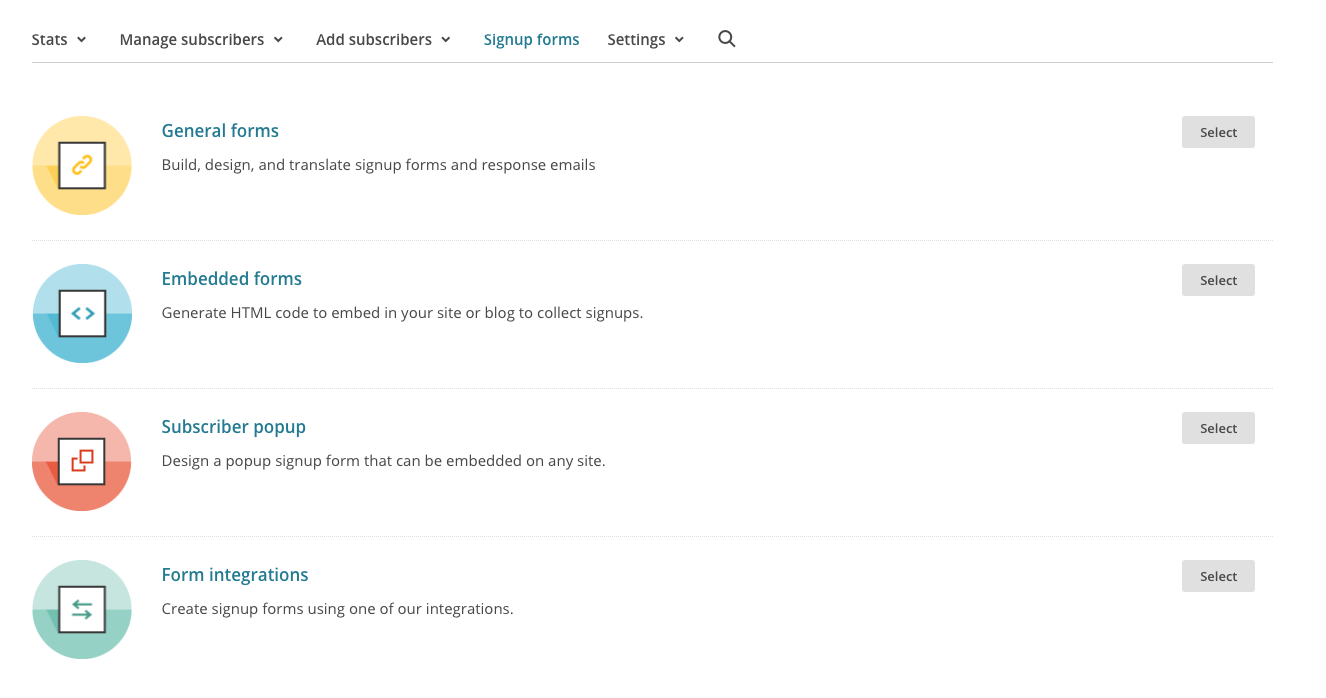 Stats Manage subscribers Add subscribers Signup forms Settings
General forms
Select
Build, design, and translate signup forms and response emails
Embedded forms
Select
Generate HTML code to embed in your site or blog to collect signups.
Subscriber popup
Select
Design a popup signup form that can be embedded on any site.
Form integrations
Select
Create signup forms using one of our integrations.